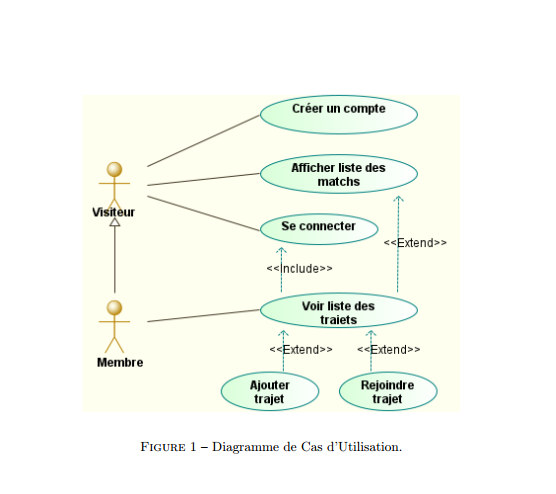 Créer un compte
Afficher liste des
matchs
Visiteur
Se connecter
<<Extend>>
<<Include>>
Voir liste des
traiets
<<Extend>>
<<Extend>>
Membre
Ajouter
trajet
Rejoindre
trajet
FIGURE 1 – Diagramme de Cas d'Utilisation.